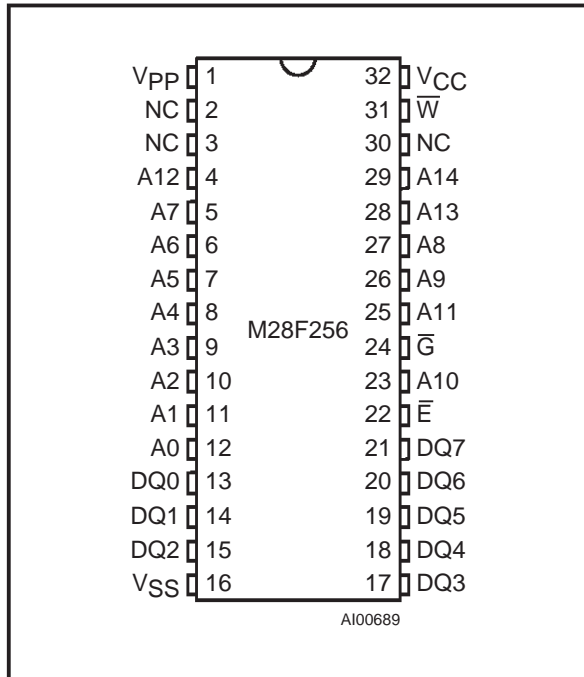 VPP 1 32 VCC
NC 2 31 W̅
NC 3 30 NC
A12 4 29 A14
A7 5 28 A13
A6 6 27 A8
A5 7 26 A9
A4 8 25 A11
M28F256
A3 9 24 G̅
A2 10 23 A10
A1 11 22 E̅
A0 12 21 DQ7
DQ0 13 20 DQ6
DQ1 14 19 DQ5
DQ2 15 18 DQ4
VSS 16 17 DQ3
AI00689